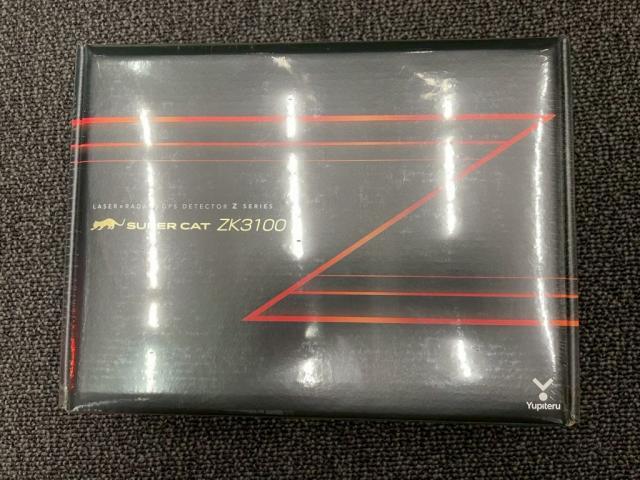 LASER×RADAR×GPS DETECTOR Z SERIES
SUPER CAT ZK3100
Yupiteru